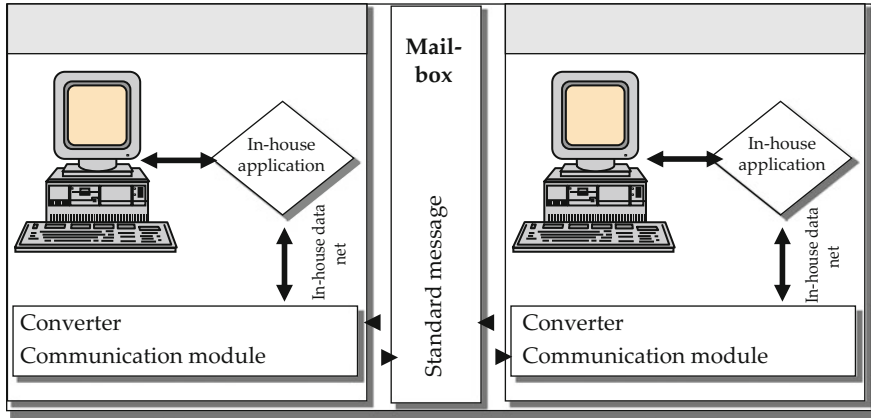 In-house
application
In-house data
net
Converter
Communication module
Mail-
box
Standard message
In-house
application
In-house data
net
Converter
Communication module